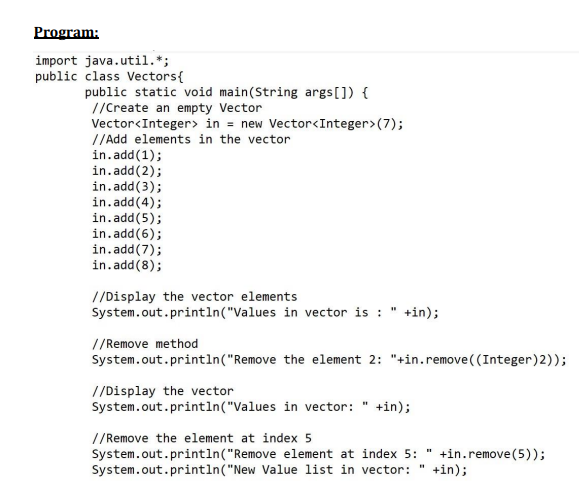 Program:
import java.util.*;
public class Vectors{
public static void main(String args[]) {
//Create an empty Vector
Vector<Integer> in = new Vector<Integer>(7);
//Add elements in the vector
in.add(1);
in.add(2);
in.add(3);
in.add(4);
in.add(5);
in.add(6);
in.add(7);
in.add(8);
//Display the vector elements
System.out.println("Values in vector is : " +in);
//Remove method
System.out.println("Remove the element 2: "+in.remove((Integer)2));
//Display the vector
System.out.println("Values in vector: " +in);
//Remove the element at index 5
System.out.println("Remove element at index 5: " +in.remove(5));
System.out.println("New Value list in vector: " +in);